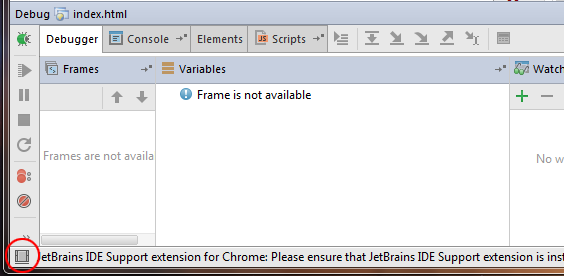 Debug index.html
Debugger Console Elements Scripts
Frames Variables Watch
Frame is not available
Frames are not availa No w
JetBrains IDE Support extension for Chrome: Please ensure that JetBrains IDE Support extension is inst